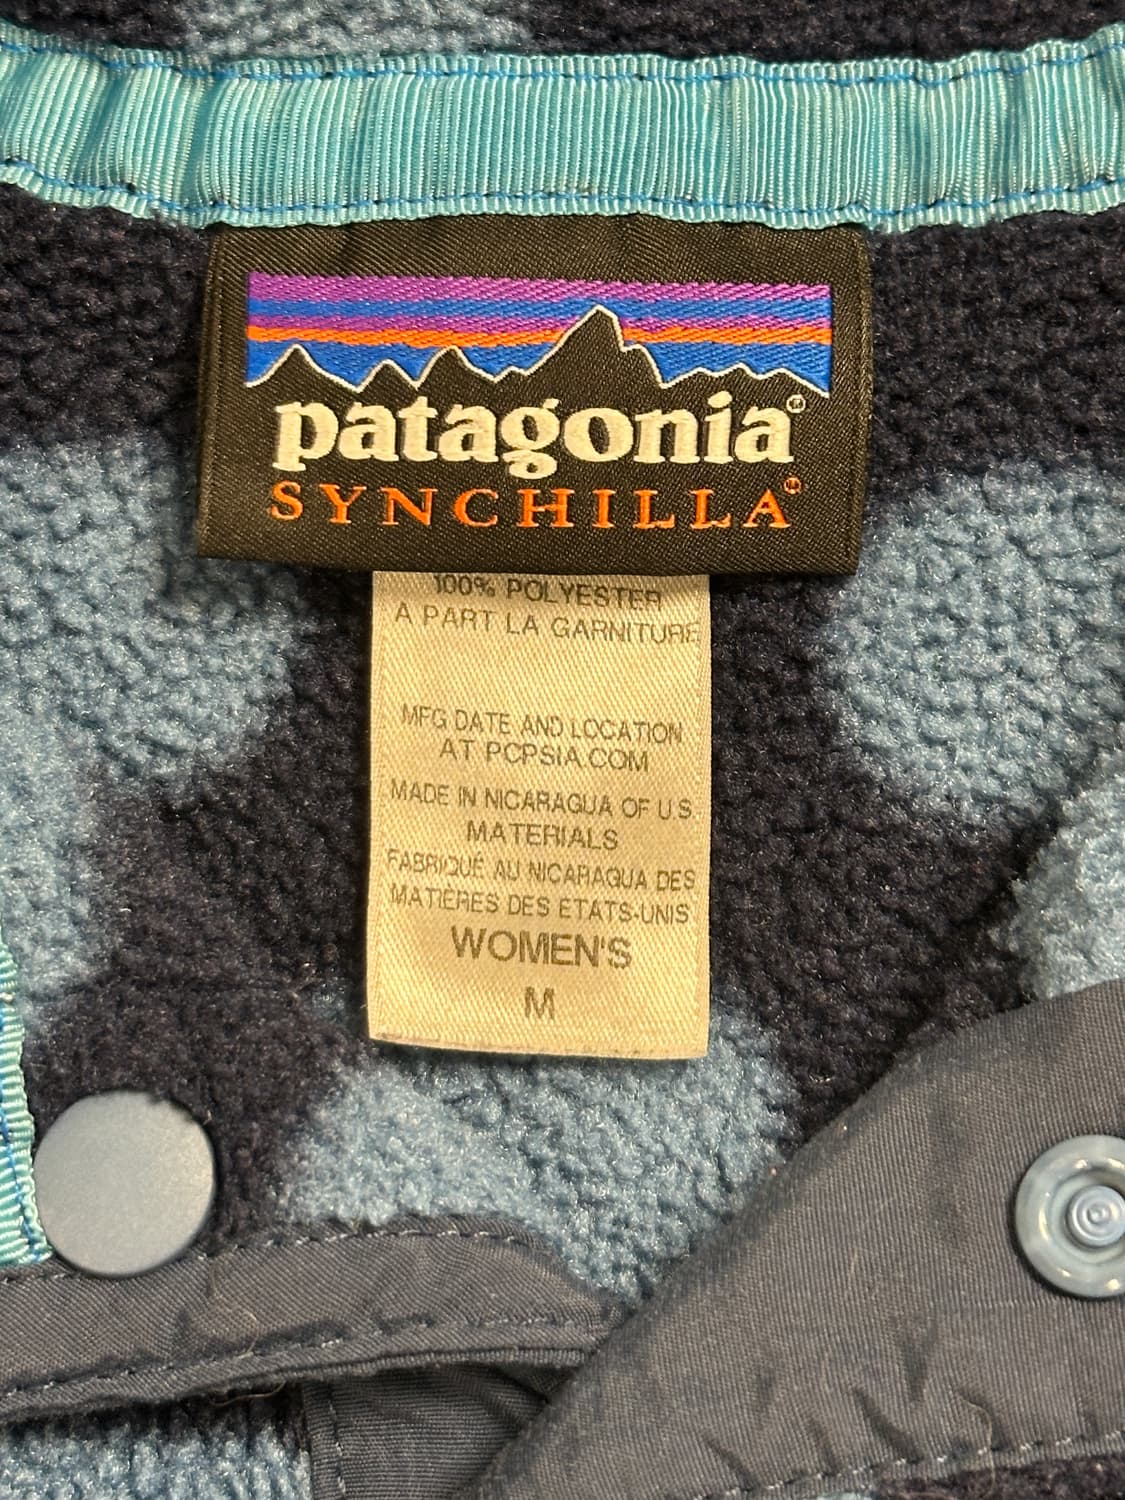 patagonia®
SYNCHILLA®
100% POLYESTER
A PART LA GARNITURE
MFG DATE AND LOCATION
AT PCPSIA.COM
MADE IN NICARAGUA OF U.S.
MATERIALS
FABRIQUÉ AU NICARAGUA DES
MATIÈRES DES ETATS-UNIS
WOMEN'S
M